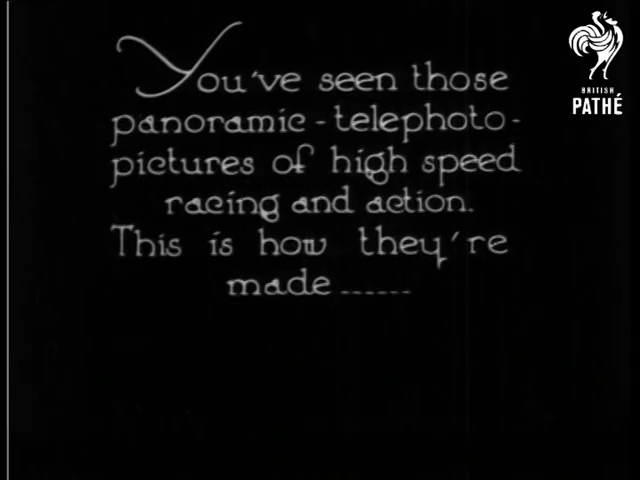 You've seen those
panoramic - telephoto -
pictures of high speed
racing and action.
This is how they're
made ......
BRITISH
PATHÉ